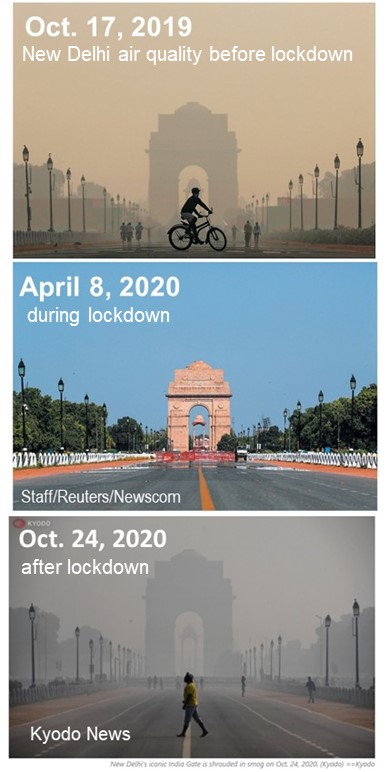 Oct. 17, 2019
New Delhi air quality before lockdown
April 8, 2020
during lockdown
Staff/Reuters/Newscom
KYODO
Oct. 24, 2020
after lockdown
Kyodo News
New Delhi's iconic India Gate is shrouded in smog on Oct. 24, 2020. (Kyodo) ==Kyodo